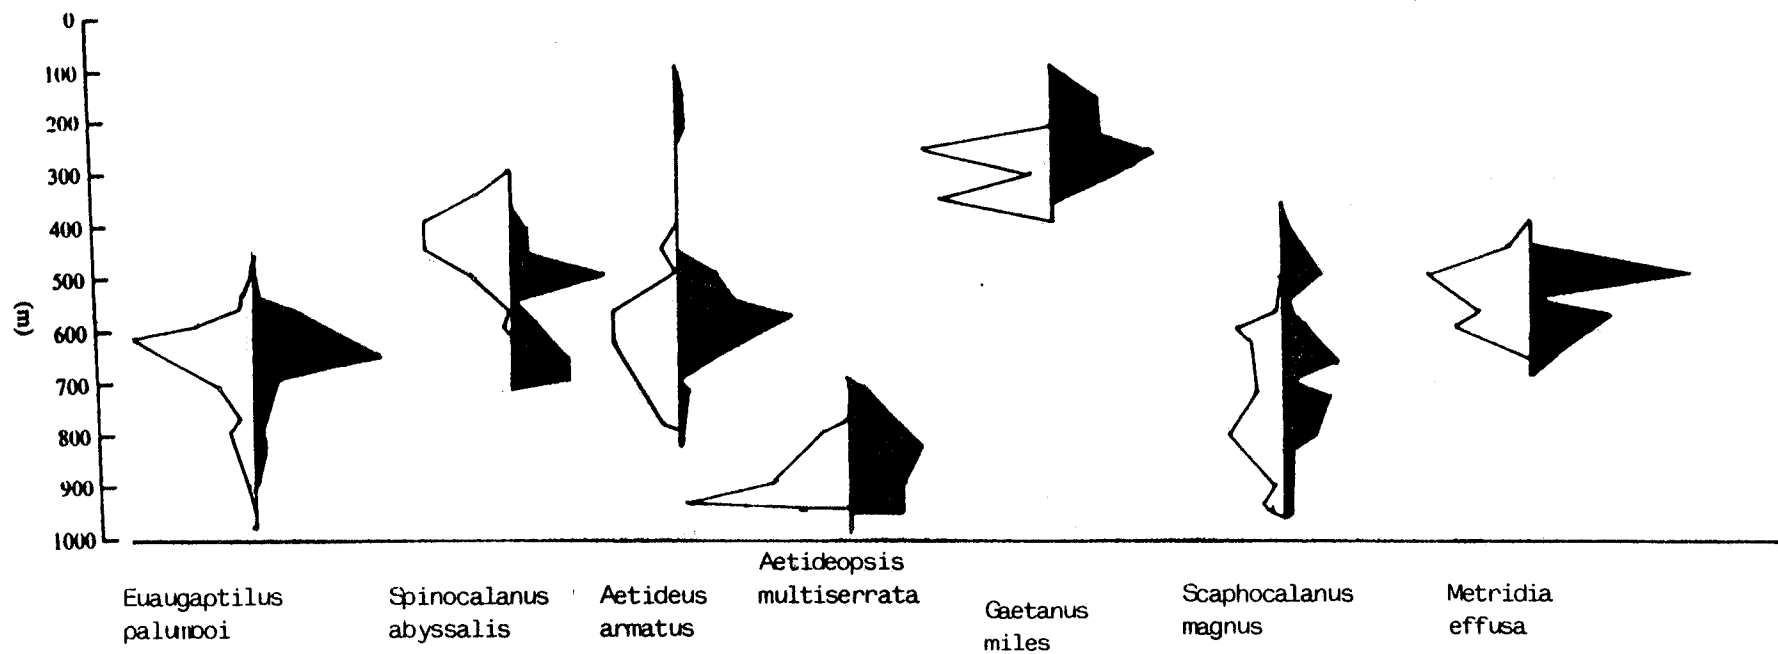 0
100
200
300
400
500
600
700
800
900
1000
(m)
Euaugaptilus
palumboi
Spinocalanus
abyssalis
Aetideus
armatus
Aetideopsis
multiserrata
Gaetanus
miles
Scaphocalanus
magnus
Metridia
effusa